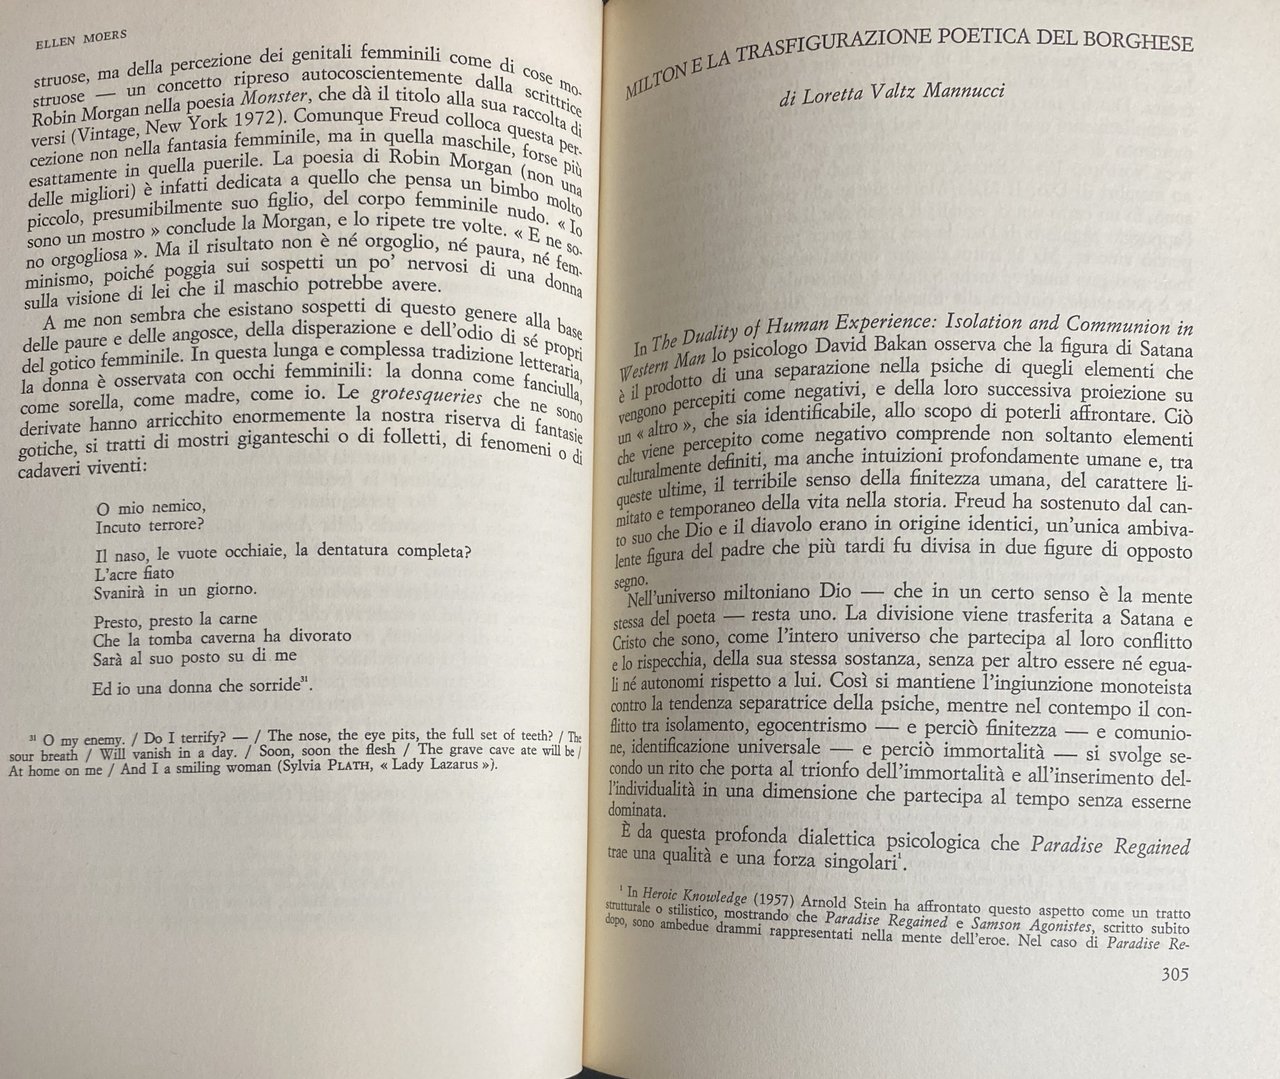 ELLEN MOERS
struose, ma della percezione dei genitali femminili come di cose mo-
struose — un concetto ripreso autocoscientemente dalla scrittrice
Robin Morgan nella poesia Monster, che dà il titolo alla sua raccolta di
versi (Vintage, New York 1972). Comunque Freud colloca questa per-
cezione non nella fantasia femminile, ma in quella maschile, forse più
esattamente in quella puerile. La poesia di Robin Morgan (non una
delle migliori) è infatti dedicata a quello che pensa un bimbo molto
piccolo, presumibilmente suo figlio, del corpo femminile nudo. « Io
sono un mostro » conclude la Morgan, e lo ripete tre volte. « E ne so-
no orgogliosa ». Ma il risultato non è né orgoglio, né paura, né fem-
minismo, poiché poggia sui sospetti un po' nervosi di una donna
sulla visione di lei che il maschio potrebbe avere.
A me non sembra che esistano sospetti di questo genere alla base
delle paure e delle angosce, della disperazione e dell'odio di sé propri
del gotico femminile. In questa lunga e complessa tradizione letteraria,
la donna è osservata con occhi femminili: la donna come fanciulla,
come sorella, come madre, come io. Le grotesqueries che ne sono
derivate hanno arricchito enormemente la nostra riserva di fantasie
gotiche, si tratti di mostri giganteschi o di folletti, di fenomeni o di
cadaveri viventi:
O mio nemico,
Incuto terrore?
Il naso, le vuote occhiaie, la dentatura completa?
L'acre fiato
Svanirà in un giorno.
Presto, presto la carne
Che la tomba caverna ha divorato
Sarà al suo posto su di me
Ed io una donna che sorride³¹.
³¹ O my enemy. / Do I terrify? — / The nose, the eye pits, the full set of teeth? / The
sour breath / Will vanish in a day. / Soon, soon the flesh / The grave cave ate will be /
At home on me / And I a smiling woman (Sylvia PLATH, « Lady Lazarus »).
MILTON E LA TRASFIGURAZIONE POETICA DEL BORGHESE
di Loretta Valtz Mannucci
In The Duality of Human Experience: Isolation and Communion in
Western Man lo psicologo David Bakan osserva che la figura di Satana
è il prodotto di una separazione nella psiche di quegli elementi che
vengono percepiti come negativi, e della loro successiva proiezione su
un « altro », che sia identificabile, allo scopo di poterli affrontare. Ciò
che viene percepito come negativo comprende non soltanto elementi
culturalmente definiti, ma anche intuizioni profondamente umane e, tra
queste ultime, il terribile senso della finitezza umana, del carattere li-
mitato e temporaneo della vita nella storia. Freud ha sostenuto dal can-
to suo che Dio e il diavolo erano in origine identici, un'unica ambiva-
lente figura del padre che più tardi fu divisa in due figure di opposto
segno.
Nell'universo miltoniano Dio — che in un certo senso è la mente
stessa del poeta — resta uno. La divisione viene trasferita a Satana e
Cristo che sono, come l'intero universo che partecipa al loro conflitto
e lo rispecchia, della sua stessa sostanza, senza per altro essere né egua-
li né autonomi rispetto a lui. Così si mantiene l'ingiunzione monoteista
contro la tendenza separatrice della psiche, mentre nel contempo il con-
flitto tra isolamento, egocentrismo — e perciò finitezza — e comunio-
ne, identificazione universale — e perciò immortalità — si svolge se-
condo un rito che porta al trionfo dell'immortalità e all'inserimento del-
l'individualità in una dimensione che partecipa al tempo senza esserne
dominata.
È da questa profonda dialettica psicologica che Paradise Regained
trae una qualità e una forza singolari¹.
¹ In Heroic Knowledge (1957) Arnold Stein ha affrontato questo aspetto come un tratto
strutturale o stilistico, mostrando che Paradise Regained e Samson Agonistes, scritto subito
dopo, sono ambedue drammi rappresentati nella mente dell'eroe. Nel caso di Paradise Re-
305